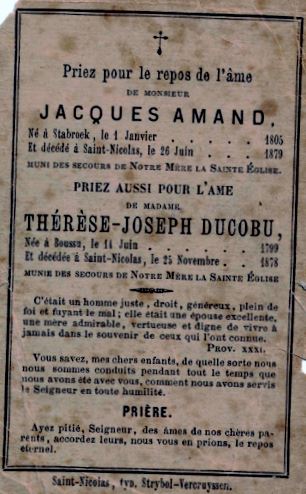 Priez pour le repos de l'âme
DE MONSIEUR
JACQUES AMAND,
Né à Stabroek, le 1 Janvier . . . . . . 1805
Et décédé à Saint-Nicolas, le 26 Juin . . . 1879
MUNI DES SECOURS DE NOTRE MÈRE LA SAINTE ÉGLISE.
PRIEZ AUSSI POUR L'AME
DE MADAME
THÉRÈSE-JOSEPH DUCOBU,
Née à Boussu, le 14 Juin . . . . . . 1799
Et décédée à Saint-Nicolas, le 25 Novembre . . 1878
MUNIE DES SECOURS DE NOTRE MÈRE LA SAINTE ÉGLISE
C'était un homme juste, droit, généreux, plein de
foi et fuyant le mal; elle était une épouse excellente,
une mère admirable, vertueuse et digne de vivre à
jamais dans le souvenir de ceux qui l'ont connue.
PROV. XXXI.
Vous savez, mes chers enfants, de quelle sorte nous
nous sommes conduits pendant tout le temps que
nous avons été avec vous, comment nous avons servis
le Seigneur en toute humilité.
PRIÈRE.
Ayez pitié, Seigneur, des âmes de nos chères pa-
rents, accordez leurs, nous vous en prions, le repos
éternel.
Saint-Nicolas, typ. Strybol-Vercruyssen.